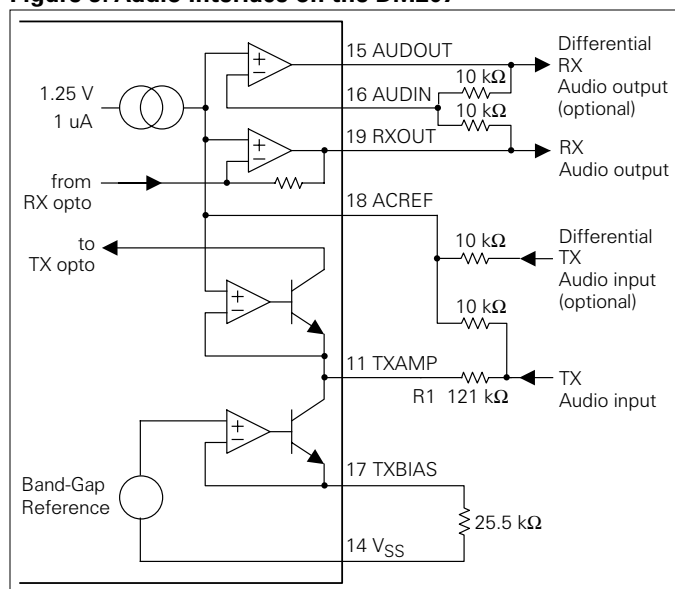 Audio Interface on the
15 AUDOUT
Differential
RX
Audio output
(optional)
10 kΩ
16 AUDIN
10 kΩ
1.25 V
1 uA
19 RXOUT
RX
Audio output
from
RX opto
18 ACREF
to
TX opto
10 kΩ
Differential
TX
Audio input
(optional)
10 kΩ
11 TXAMP
R1 121 kΩ
TX
Audio input
17 TXBIAS
Band-Gap
Reference
25.5 kΩ
14 VSS
+
−
+
−
+
−
+
−